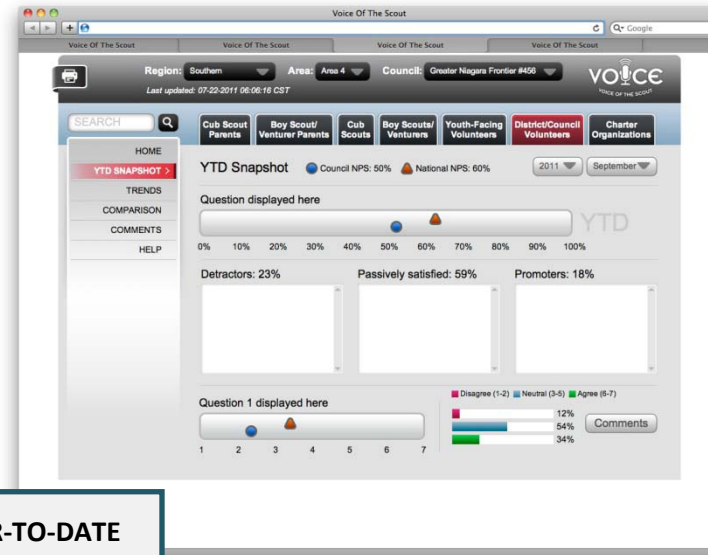 Voice Of The Scout
Google
Voice Of The Scout Voice Of The Scout Voice Of The Scout Voice Of The Scout
Region: Southern Area: Area 4 Council: Greater Niagara Frontier #456
Last updated: 07-22-2011 06:06:16 CST
VOICE
VOICE OF THE SCOUT
SEARCH
Cub Scout Parents
Boy Scout/ Venturer Parents
Cub Scouts
Boy Scouts/ Venturers
Youth-Facing Volunteers
District/Council Volunteers
Charter Organizations
HOME
YTD SNAPSHOT >
TRENDS
COMPARISON
COMMENTS
HELP
YTD Snapshot Council NPS: 50% National NPS: 60% 2011 September
Question displayed here
YTD
0% 10% 20% 30% 40% 50% 60% 70% 80% 90% 100%
Detractors: 23% Passively satisfied: 59% Promoters: 18%
Question 1 displayed here
1 2 3 4 5 6 7
Disagree (1-2) Neutral (3-5) Agree (6-7)
12%
54%
34%
Comments
R-TO-DATE